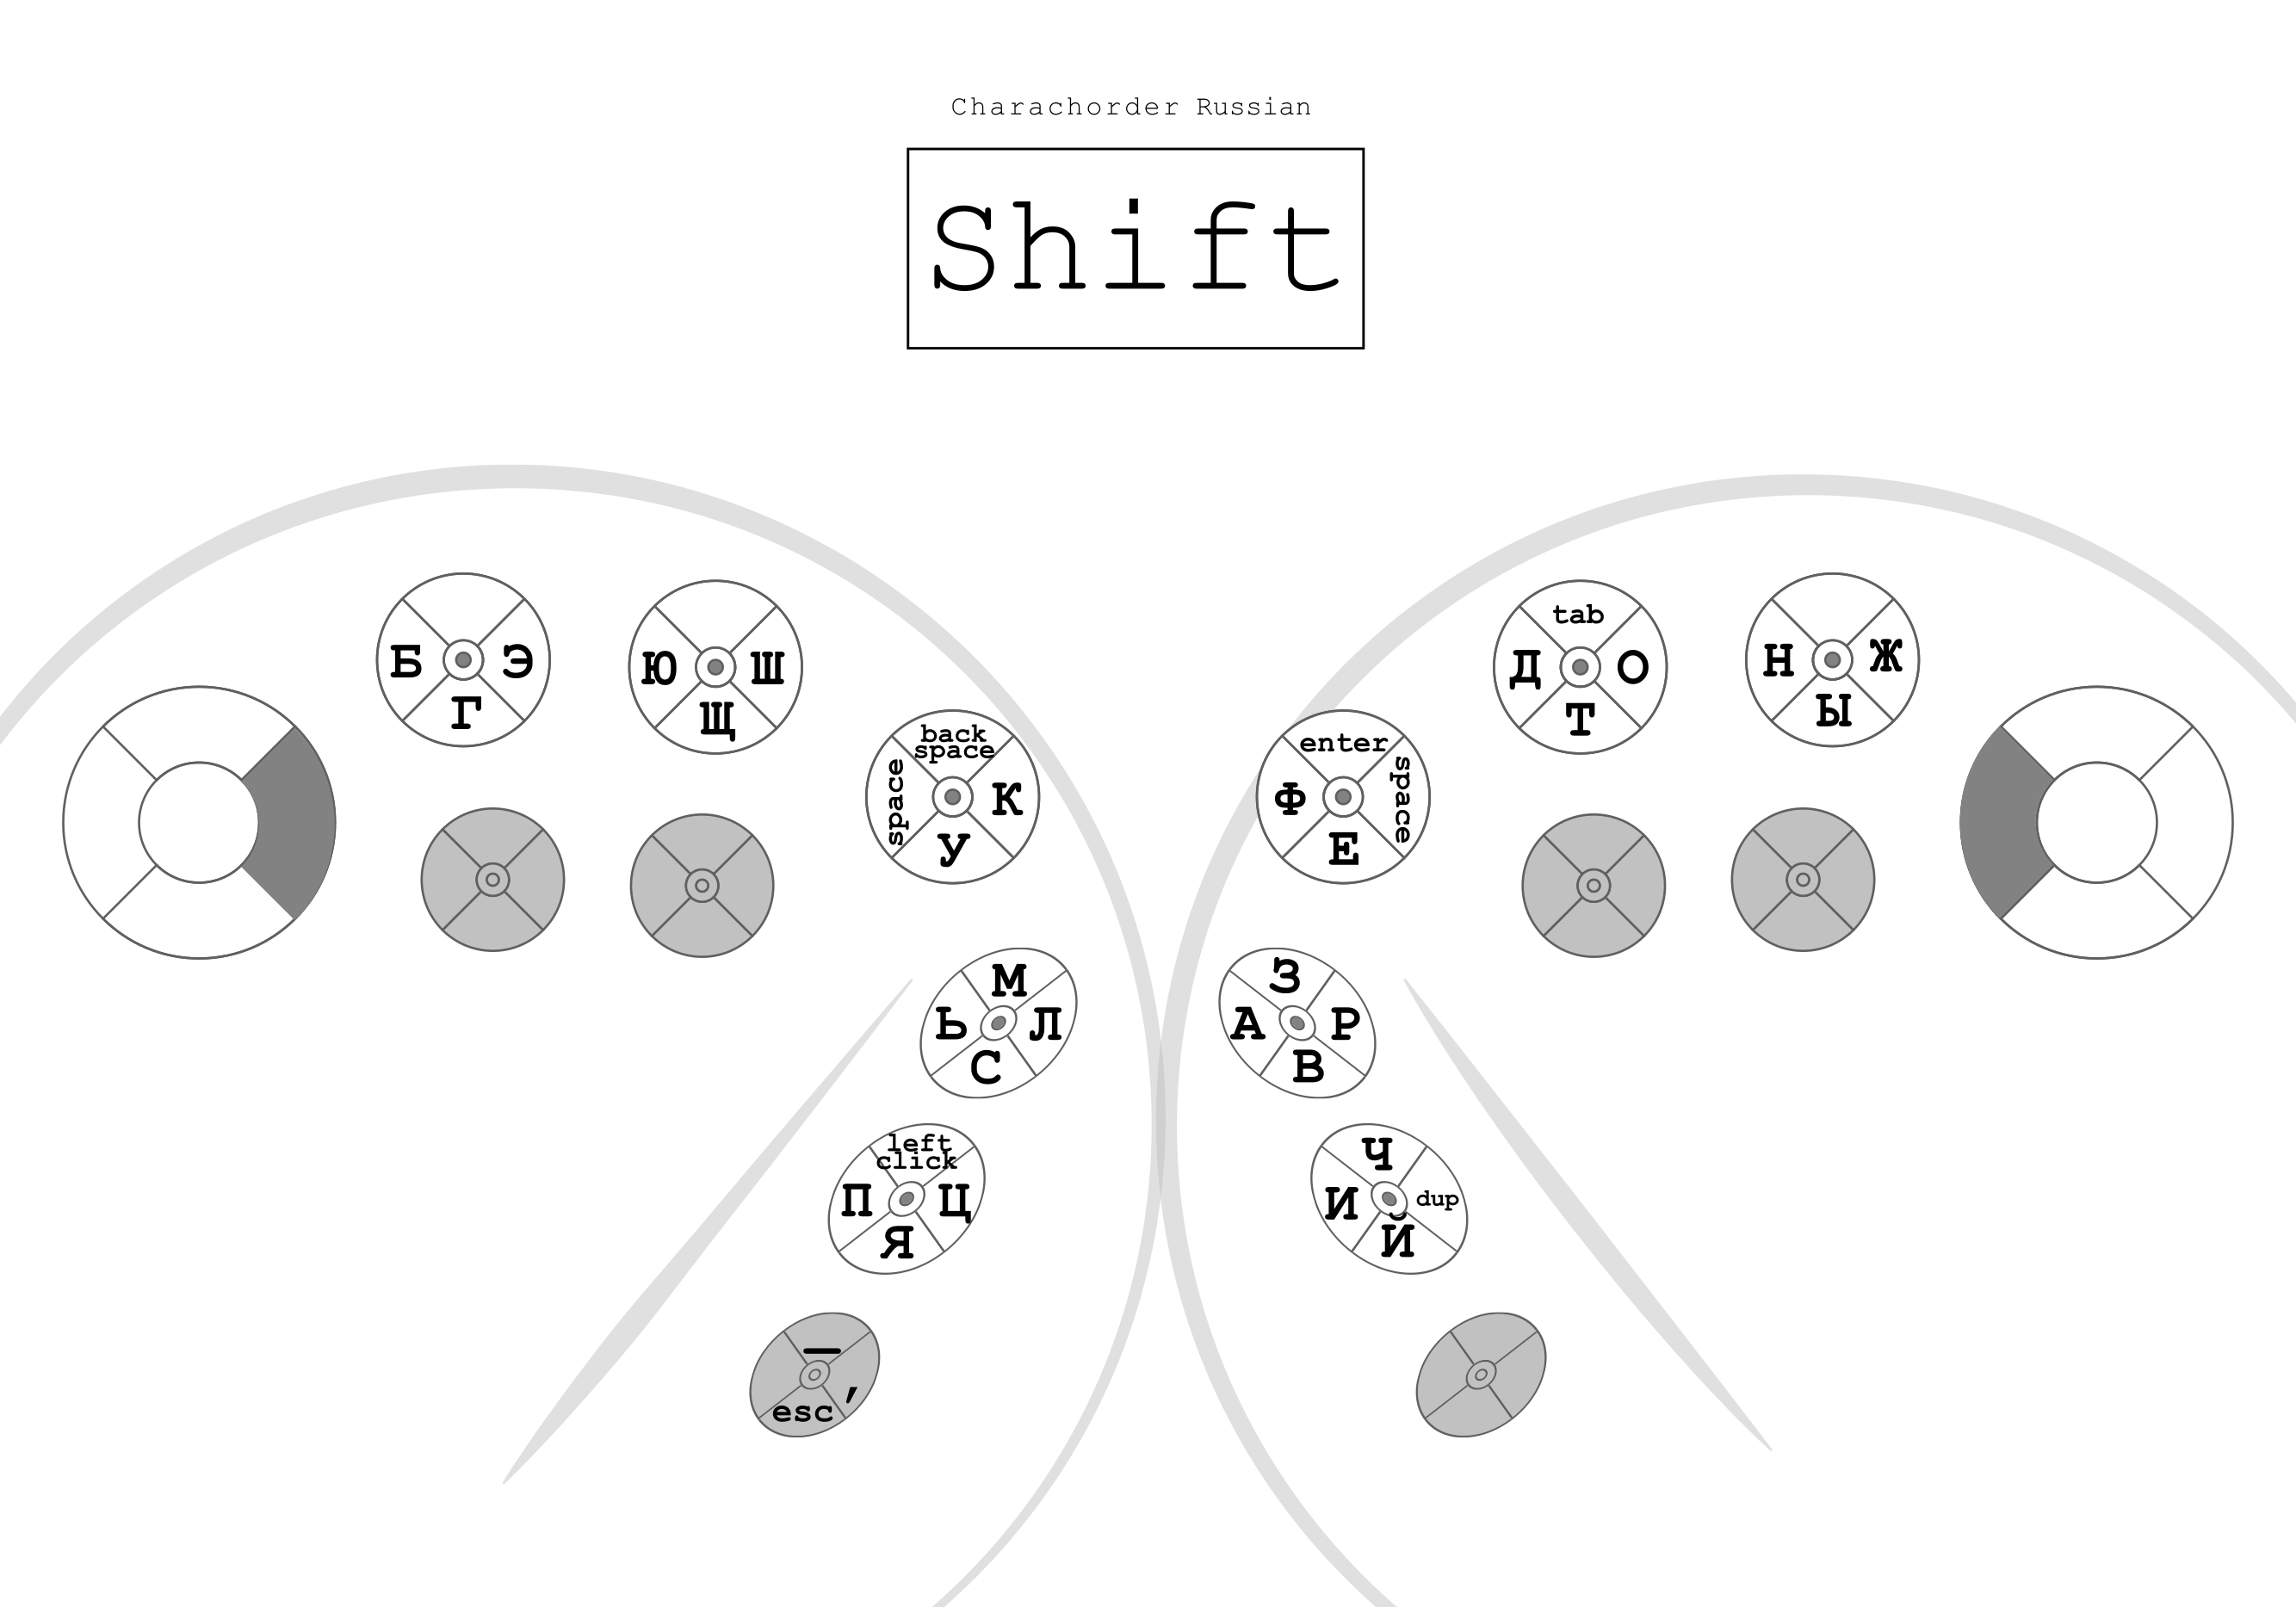 Charachorder Russian
Shift
Б Э
Г
Ю Ш
Щ
back
space
space К
У
enter
Ф space
Е
tab
Д О
Т
Н Ж
Ы
М
Ь Л
С
З
А Р
В
left
click
П Ц
Я
Ч
И dup
Й
—
esc ′